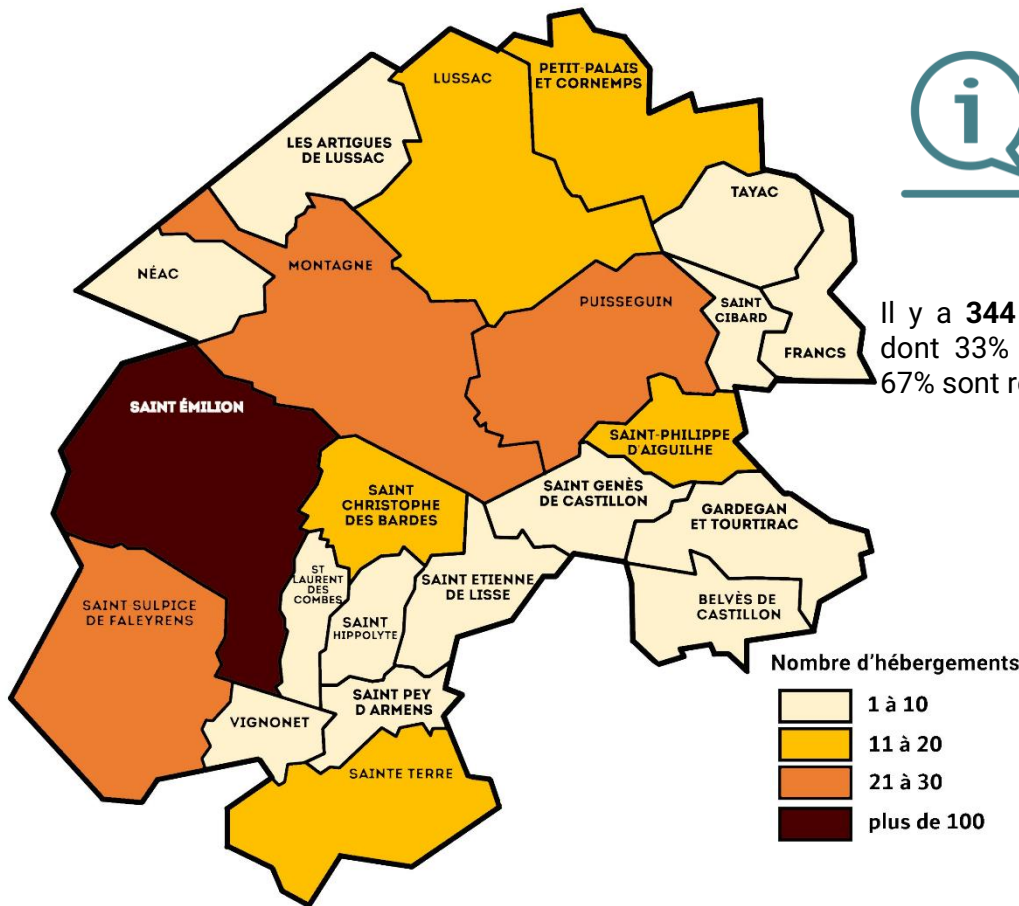 PETIT-PALAIS
ET CORNEMPS
LUSSAC
LES ARTIGUES
DE LUSSAC
TAYAC
NÉAC
MONTAGNE
PUISSEGUIN
SAINT
CIBARD
FRANCS
i
Il y a 344
dont 33%
67% sont r
SAINT ÉMILION
SAINT-PHILIPPE
D'AIGUILHE
SAINT
CHRISTOPHE
DES BARDES
SAINT GENÈS
DE CASTILLON
GARDEGAN
ET TOURTIRAC
ST
LAURENT
DES
COMBES
SAINT ETIENNE
DE LISSE
BELVÈS DE
CASTILLON
SAINT SULPICE
DE FALEYRENS
SAINT
HIPPOLYTE
SAINT PEY
D ARMENS
VIGNONET
SAINTE TERRE
Nombre d'hébergements
1 à 10
11 à 20
21 à 30
plus de 100